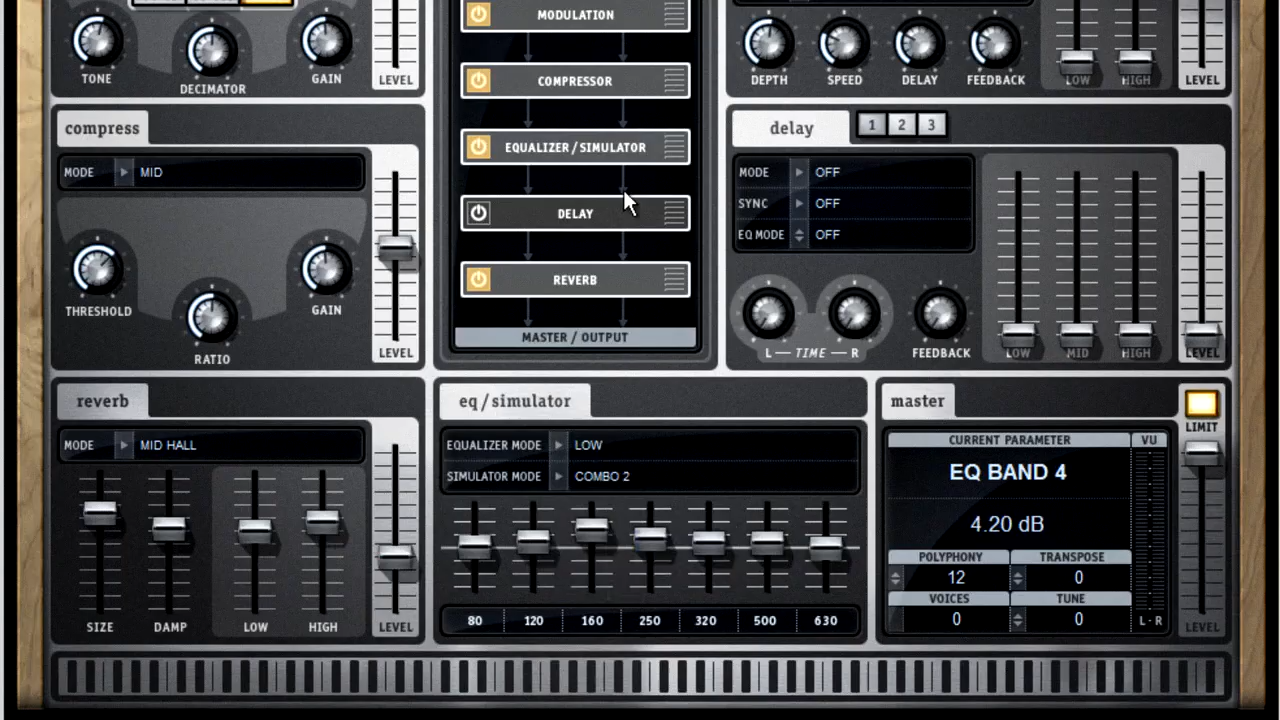 TONE
DECIMATOR
GAIN
LEVEL
MODULATION
COMPRESSOR
EQUALIZER / SIMULATOR
DELAY
REVERB
MASTER / OUTPUT
DEPTH
SPEED
DELAY
FEEDBACK
LOW
HIGH
LEVEL
compress
MODE MID
THRESHOLD
RATIO
GAIN
LEVEL
delay
1 2 3
MODE OFF
SYNC OFF
EQ MODE OFF
L — TIME — R
FEEDBACK
LOW
MID
HIGH
LEVEL
reverb
MODE MID HALL
SIZE
DAMP
LOW
HIGH
LEVEL
eq/simulator
EQUALIZER MODE LOW
SIMULATOR MODE COMBO 2
80 120 160 250 320 500 630
master
LIMIT
CURRENT PARAMETER
VU
EQ BAND 4
4.20 dB
POLYPHONY TRANSPOSE
12 0
VOICES TUNE
0 0
L - R
LEVEL